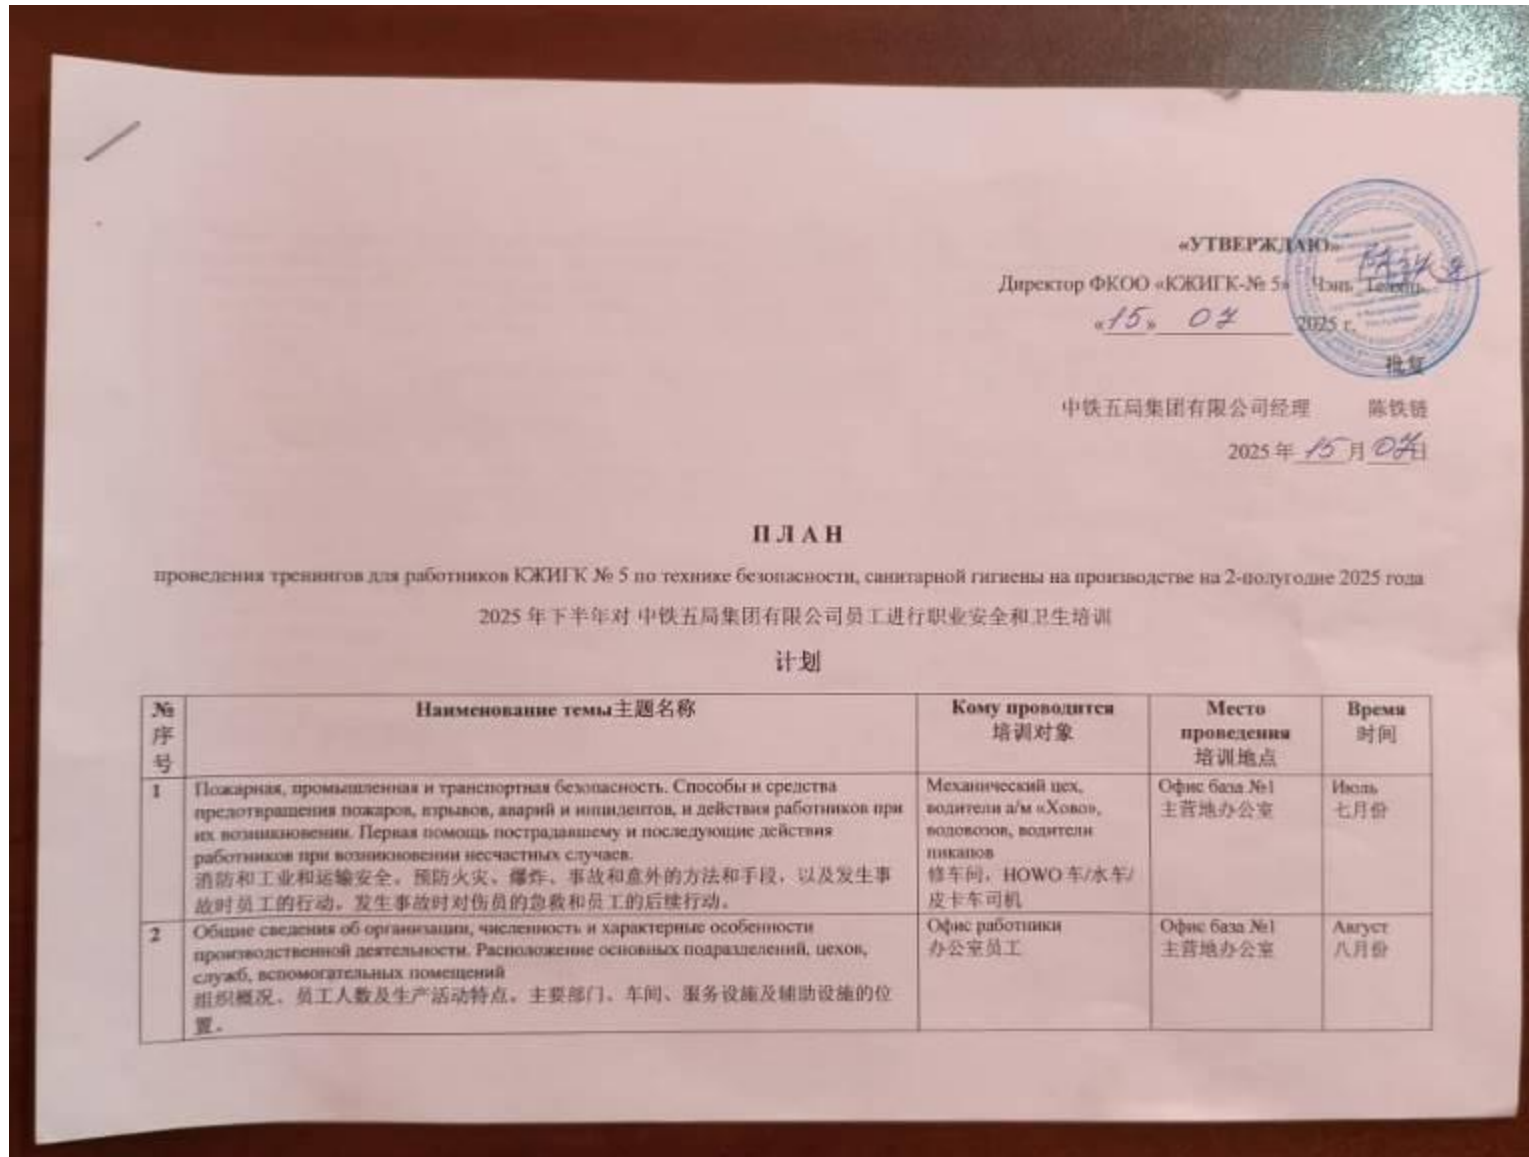 «УТВЕРЖДАЮ»
Директор ФКОО «КЖИГК-№ 5» Чэнь
«15» 07 2025 г.
批复
中铁五局集团有限公司经理 陈铁链
2025 年 15 月 07 日
П Л А Н
проведения тренингов для работников КЖИГК № 5 по технике безопасности, санитарной гигиены на производстве на 2-полугодие 2025 года
2025 年下半年对 中铁五局集团有限公司员工进行职业安全和卫生培训
计划
№ 序号 Наименование темы主题名称 Кому проводится 培训对象 Место проведения 培训地点 Время 时间
1
Пожарная, промышленная и транспортная безопасность. Способы и средства
предотвращения пожаров, взрывов, аварий и инцидентов, и действия работников при
их возникновении. Первая помощь пострадавшему и последующие действия
работников при возникновении несчастных случаев.
消防和工业和运输安全。预防火灾、爆炸、事故和意外的方法和手段，以及发生事
故时员工的行动。发生事故时对伤员的急救和员工的后续行动。
Механический цех,
водители а/м «Хово»,
водовозов, водители
пикапов
修车间，HOWO 车/水车/
皮卡车司机
Офис база №1
主营地办公室
Июль
七月份
2
Общие сведения об организации, численность и характерные особенности
производственной деятельности. Расположение основных подразделений, цехов,
служб, вспомогательных помещений
组织概况、员工人数及生产活动特点。主要部门、车间、服务设施及辅助设施的位
置。
Офис работники
办公室员工
Офис база №1
主营地办公室
Август
八月份